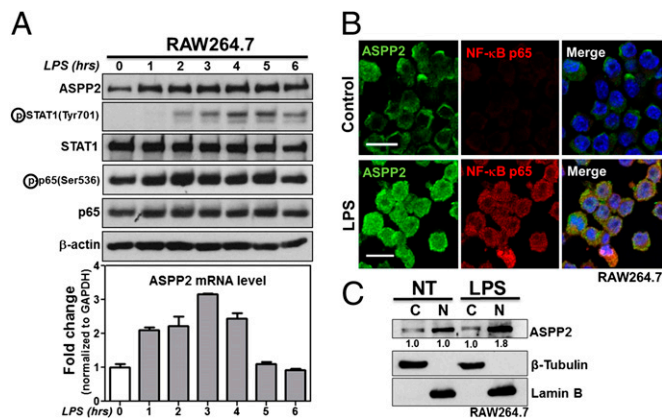 A
RAW264.7
LPS (hrs) 0 1 2 3 4 5 6
ASPP2
pSTAT1(Tyr701)
STAT1
pp65(Ser536)
p65
β-actin
ASPP2 mRNA level
Fold change
(normalized to GAPDH)
4
3
2
1
0
LPS (hrs) 0 1 2 3 4 5 6
B
Control
ASPP2 NF-κB p65 Merge
LPS
ASPP2 NF-κB p65 Merge
RAW264.7
C
NT LPS
C N C N
ASPP2
1.0 1.0 1.0 1.8
β-Tubulin
Lamin B
RAW264.7